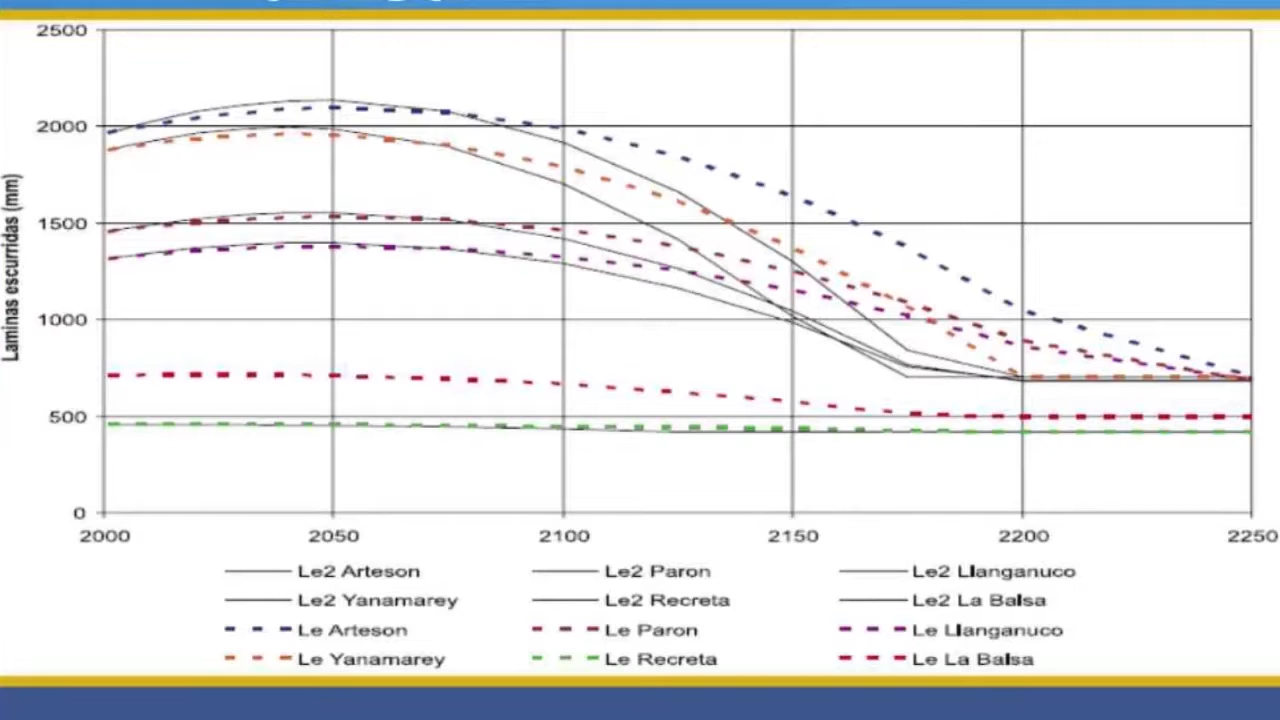 2500
2000
1500
1000
500
0
Laminas escurridas (mm)
2000 2050 2100 2150 2200 2250
Le2 Arteson Le2 Paron Le2 Llanganuco
Le2 Yanamarey Le2 Recreta Le2 La Balsa
Le Arteson Le Paron Le Llanganuco
Le Yanamarey Le Recreta Le La Balsa